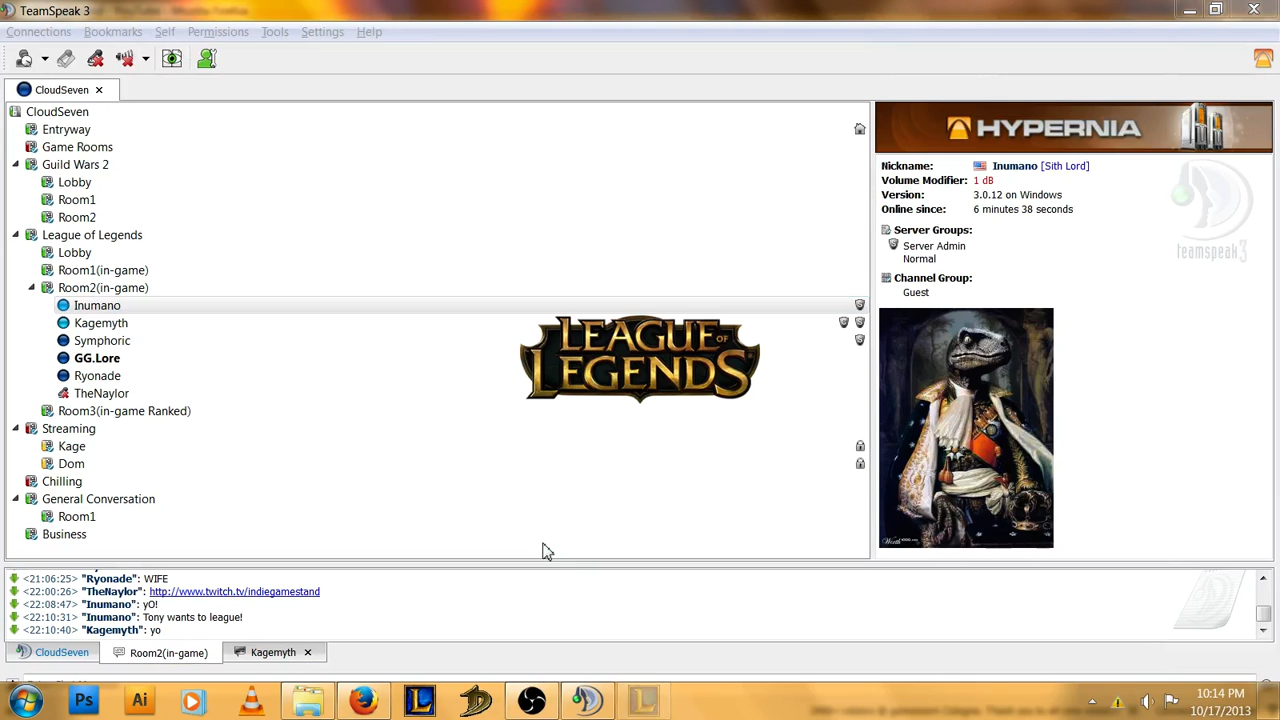 TeamSpeak 3
Connections Bookmarks Self Permissions Tools Settings Help
CloudSeven
CloudSeven
Entryway
Game Rooms
Guild Wars 2
Lobby
Room1
Room2
League of Legends
Lobby
Room1(in-game)
Room2(in-game)
Inumano
Kagemyth
Symphoric
GG.Lore
Ryonade
TheNaylor
Room3(in-game Ranked)
Streaming
Kage
Dom
Chilling
General Conversation
Room1
Business
LEAGUE OF
LEGENDS
HYPERNIA
Nickname: Inumano [Sith Lord]
Volume Modifier: 1 dB
Version: 3.0.12 on Windows
Online since: 6 minutes 38 seconds
Server Groups:
Server Admin
Normal
Channel Group:
Guest
teamspeak3
<21:06:25> "Ryonade": WIFE
<22:00:26> "TheNaylor": http://www.twitch.tv/indiegamestand
<22:08:47> "Inumano": yO!
<22:10:31> "Inumano": Tony wants to league!
<22:10:40> "Kagemyth": yo
CloudSeven Room2(in-game) Kagemyth
Ps Ai L L
10:14 PM
10/17/2013